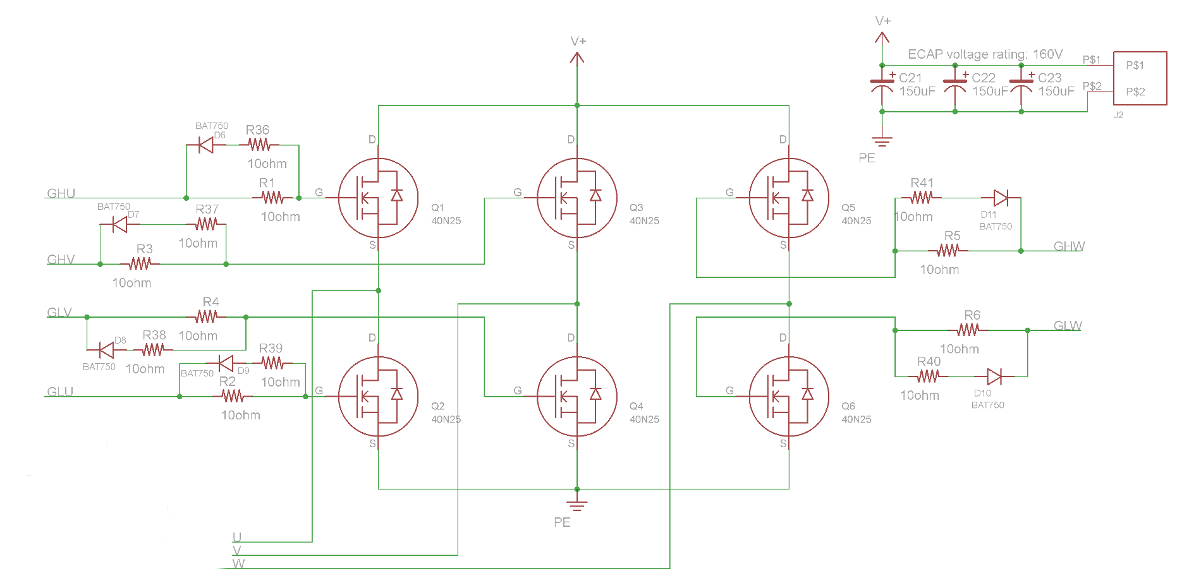 V+
ECAP voltage rating: 160V
P$1
P$1
C21
C22
C23
150uF
150uF
150uF
P$2
P$2
J2
PE
V+
BAT750
D6
R36
10ohm
D
D
D
GHU
R1
10ohm
G
Q1
40N25
G
Q3
40N25
G
Q5
40N25
S
S
S
R41
10ohm
D11
BAT750
R5
10ohm
GHW
BAT750
D7
R37
10ohm
GHV
R3
10ohm
GLV
R4
10ohm
D8
BAT750
R38
10ohm
R39
10ohm
D9
BAT750
GLU
R2
10ohm
D
D
D
G
Q2
40N25
G
Q4
40N25
G
Q6
40N25
S
S
S
R6
10ohm
GLW
R40
10ohm
D10
BAT750
PE
U
V
W